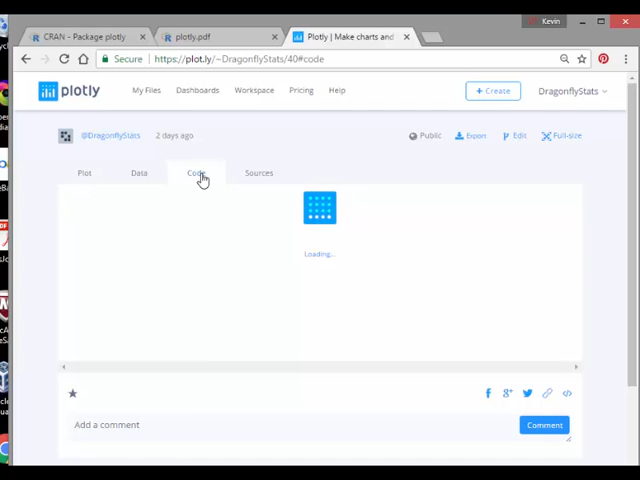 Kevin
CRAN - Package plotly
plotly.pdf
Plotly | Make charts and
Secure https://plot.ly/~DragonflyStats/40#code
plotly My Files Dashboards Workspace Pricing Help + Create DragonflyStats
@DragonflyStats 2 days ago Public Export Edit Full-size
Plot Data Code Sources
Loading...
Add a comment Comment